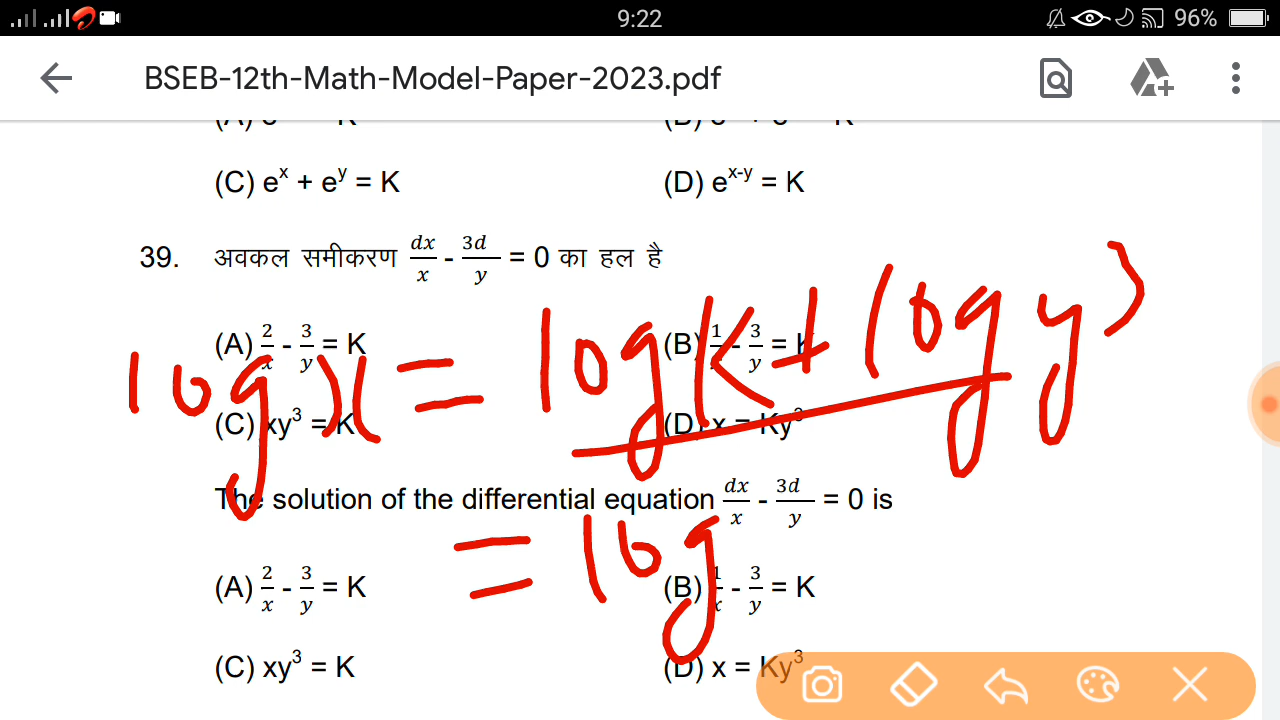 9:22 96%
BSEB-12th-Math-Model-Paper-2023.pdf
(C) e^x + e^y = K (D) e^x-y = K
39. अवकल समीकरण dx/x - 3d/y = 0 का हल है
(A) 2/x - 3/y = K (B) 1/x - 3/y = K
log x = log K + log y³
(C) xy³ = K (D) x = Ky³
The solution of the differential equation dx/x - 3d/y = 0 is
= log
(A) 2/x - 3/y = K (B) 1/x - 3/y = K
(C) xy³ = K (D) x = Ky³